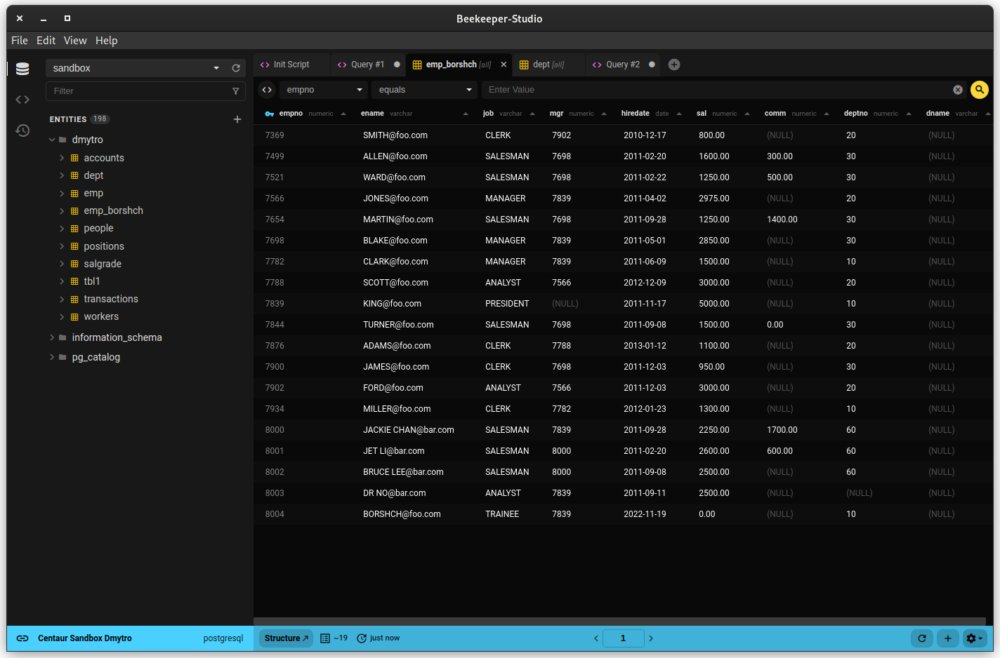 Beekeeper-Studio
File Edit View Help
sandbox
Filter
ENTITIES 198
dmytro
accounts
dept
emp
emp_borshch
people
positions
salgrade
tbl1
transactions
workers
information_schema
pg_catalog
Init Script Query #1 emp_borshch [all] dept [all] Query #2
empno equals Enter Value
empno numeric ename varchar job varchar mgr numeric hiredate date sal numeric comm numeric deptno numeric dname varchar
7369 SMITH@foo.com CLERK 7902 2010-12-17 800.00 (NULL) 20 (NULL)
7499 ALLEN@foo.com SALESMAN 7698 2011-02-20 1600.00 300.00 30 (NULL)
7521 WARD@foo.com SALESMAN 7698 2011-02-22 1250.00 500.00 30 (NULL)
7566 JONES@foo.com MANAGER 7839 2011-04-02 2975.00 (NULL) 20 (NULL)
7654 MARTIN@foo.com SALESMAN 7698 2011-09-28 1250.00 1400.00 30 (NULL)
7698 BLAKE@foo.com MANAGER 7839 2011-05-01 2850.00 (NULL) 30 (NULL)
7782 CLARK@foo.com MANAGER 7839 2011-06-09 1500.00 (NULL) 10 (NULL)
7788 SCOTT@foo.com ANALYST 7566 2012-12-09 3000.00 (NULL) 20 (NULL)
7839 KING@foo.com PRESIDENT (NULL) 2011-11-17 5000.00 (NULL) 10 (NULL)
7844 TURNER@foo.com SALESMAN 7698 2011-09-08 1500.00 0.00 30 (NULL)
7876 ADAMS@foo.com CLERK 7788 2013-01-12 1100.00 (NULL) 20 (NULL)
7900 JAMES@foo.com CLERK 7698 2011-12-03 950.00 (NULL) 30 (NULL)
7902 FORD@foo.com ANALYST 7566 2011-12-03 3000.00 (NULL) 20 (NULL)
7934 MILLER@foo.com CLERK 7782 2012-01-23 1300.00 (NULL) 10 (NULL)
8000 JACKIE CHAN@bar.com SALESMAN 7839 2011-09-28 2250.00 1700.00 60 (NULL)
8001 JET LI@bar.com SALESMAN 8000 2011-02-20 2600.00 600.00 60 (NULL)
8002 BRUCE LEE@bar.com SALESMAN 8000 2011-09-08 2500.00 (NULL) 60 (NULL)
8003 DR NO@bar.com ANALYST 7839 2011-09-11 2500.00 (NULL) (NULL) (NULL)
8004 BORSHCH@foo.com TRAINEE 7839 2022-11-19 0.00 (NULL) 10 (NULL)
Centaur Sandbox Dmytro postgresql Structure ~19 just now 1